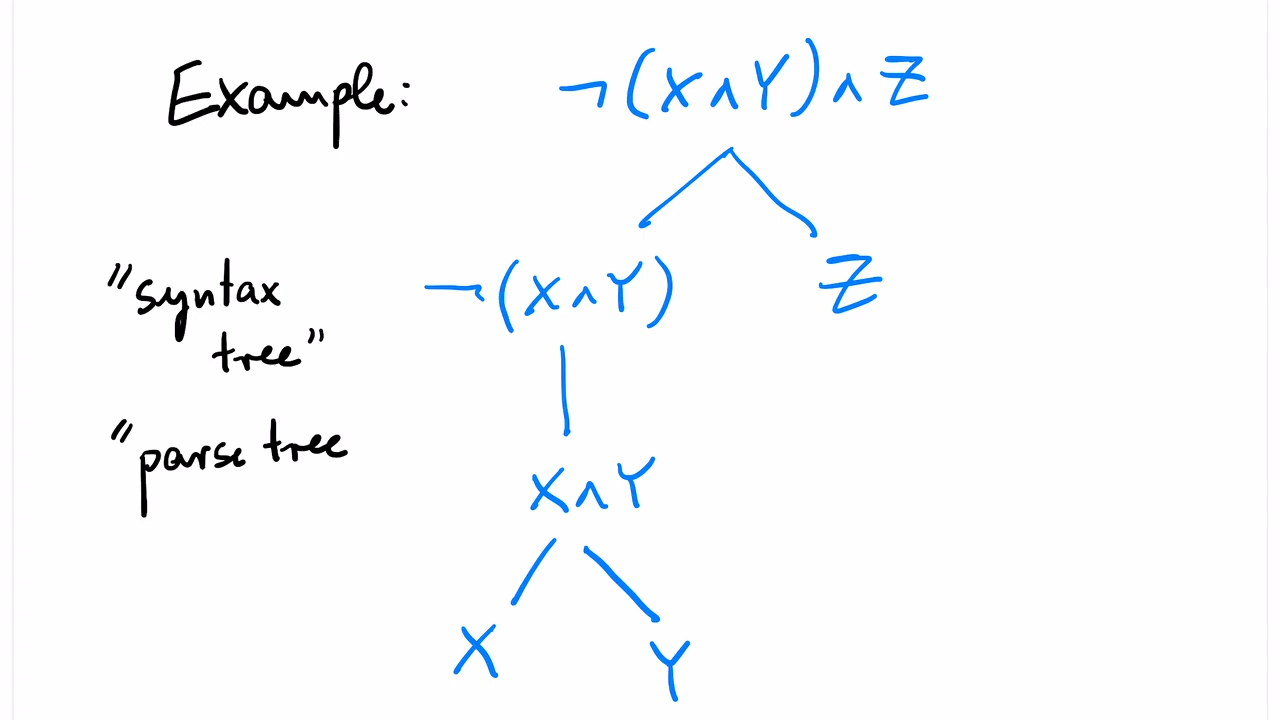 Example: ¬(X∧Y)∧Z
"syntax ¬(X∧Y) Z
tree"
"parse tree
X∧Y
X Y